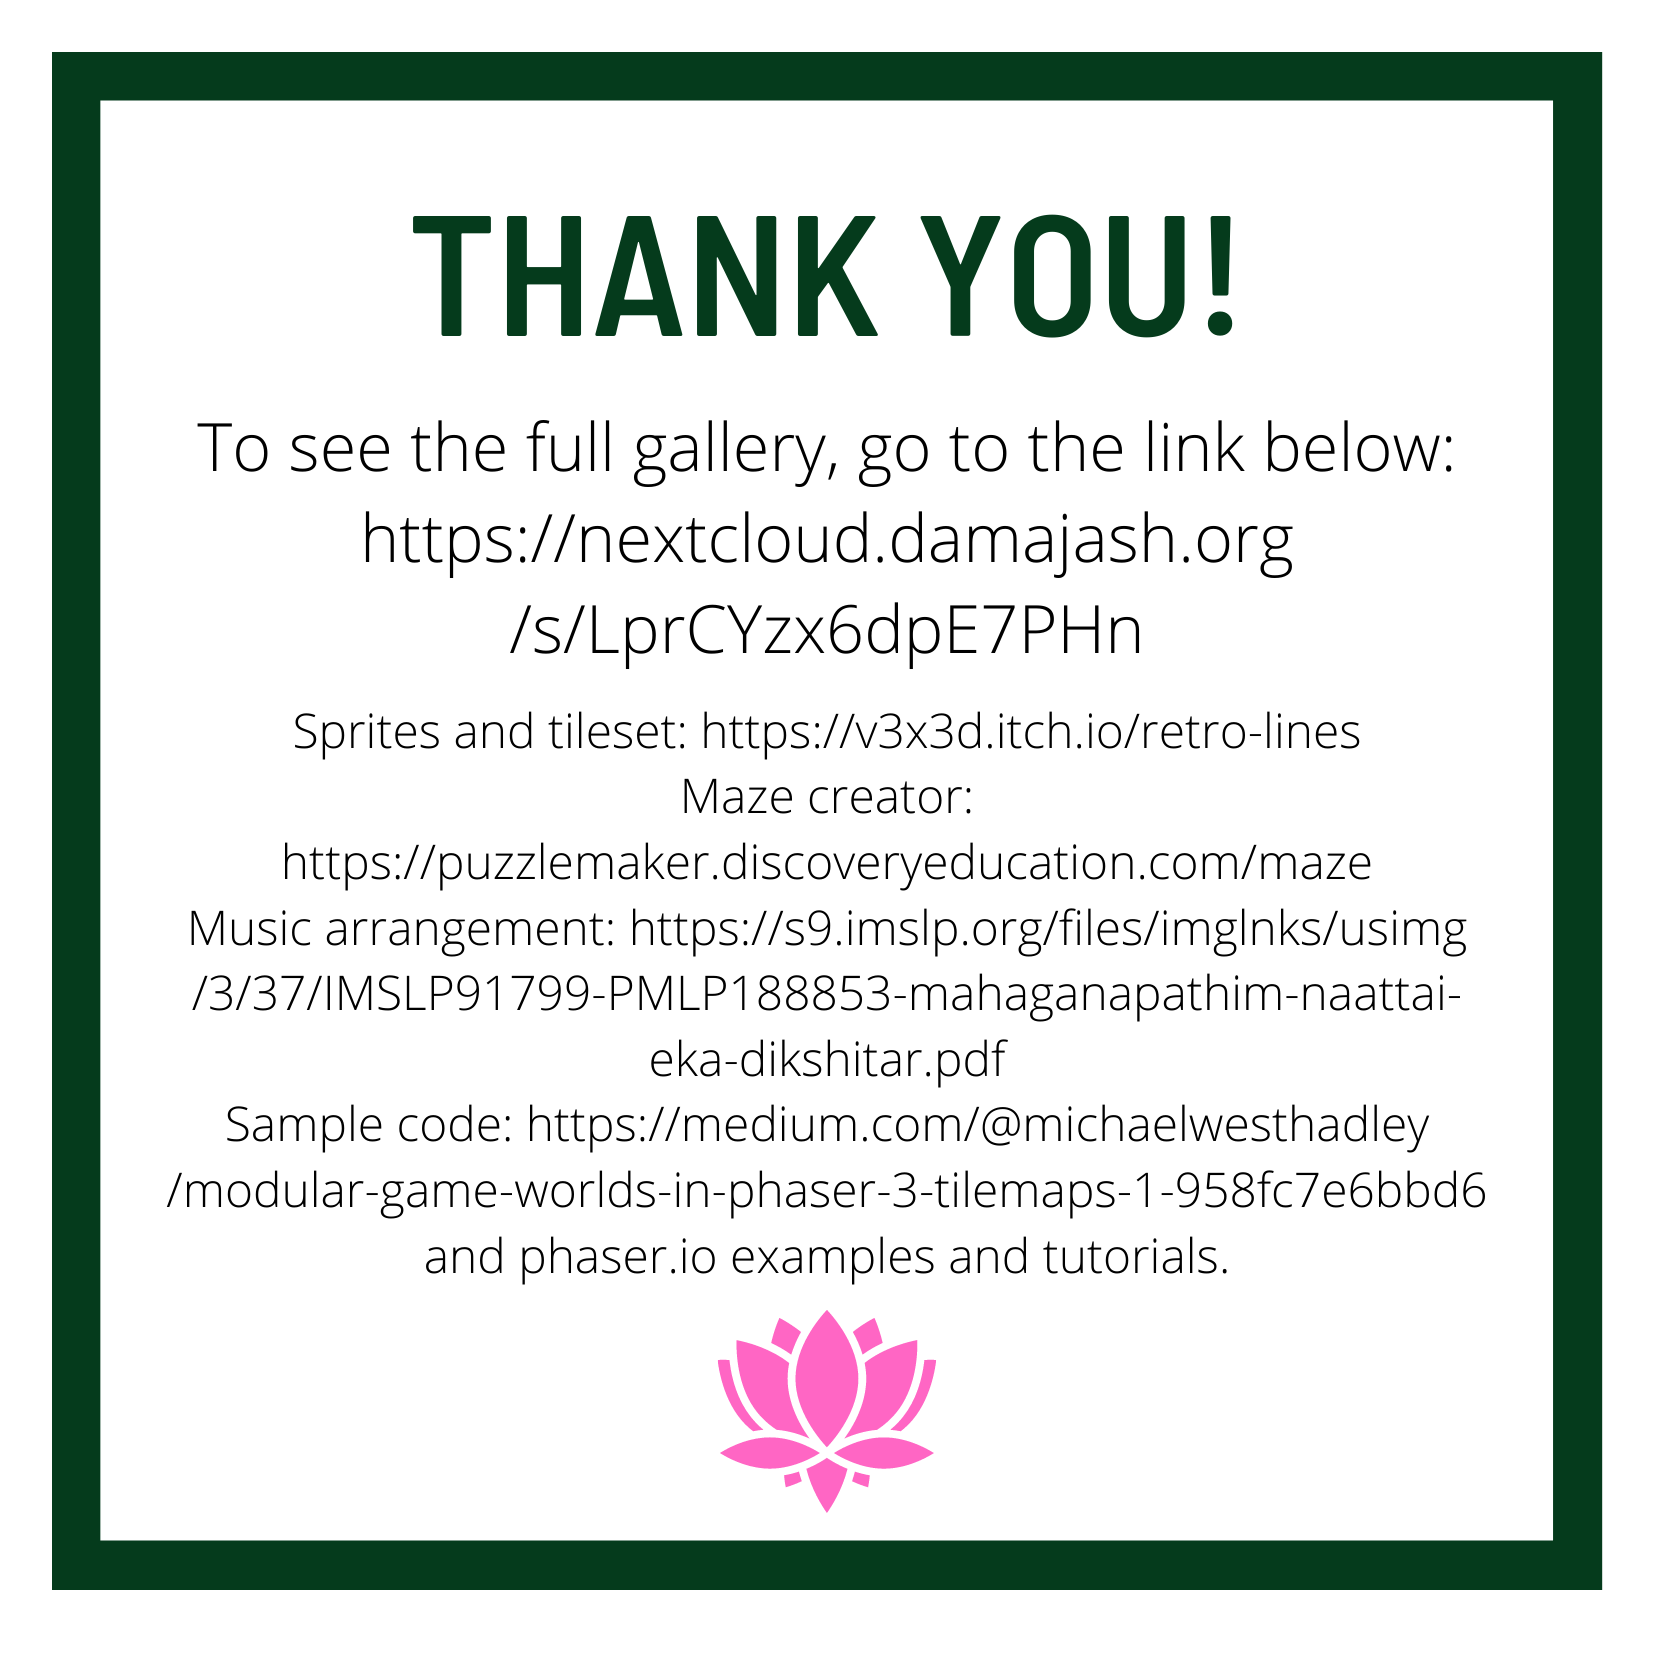 THANK YOU!
To see the full gallery, go to the link below:
https://nextcloud.damajash.org
/s/LprCYzx6dpE7PHn
Sprites and tileset: https://v3x3d.itch.io/retro-lines
Maze creator:
https://puzzlemaker.discoveryeducation.com/maze
Music arrangement: https://s9.imslp.org/files/imglnks/usimg
/3/37/IMSLP91799-PMLP188853-mahaganapathim-naattai-
eka-dikshitar.pdf
Sample code: https://medium.com/@michaelwesthadley
/modular-game-worlds-in-phaser-3-tilemaps-1-958fc7e6bbd6
and phaser.io examples and tutorials.